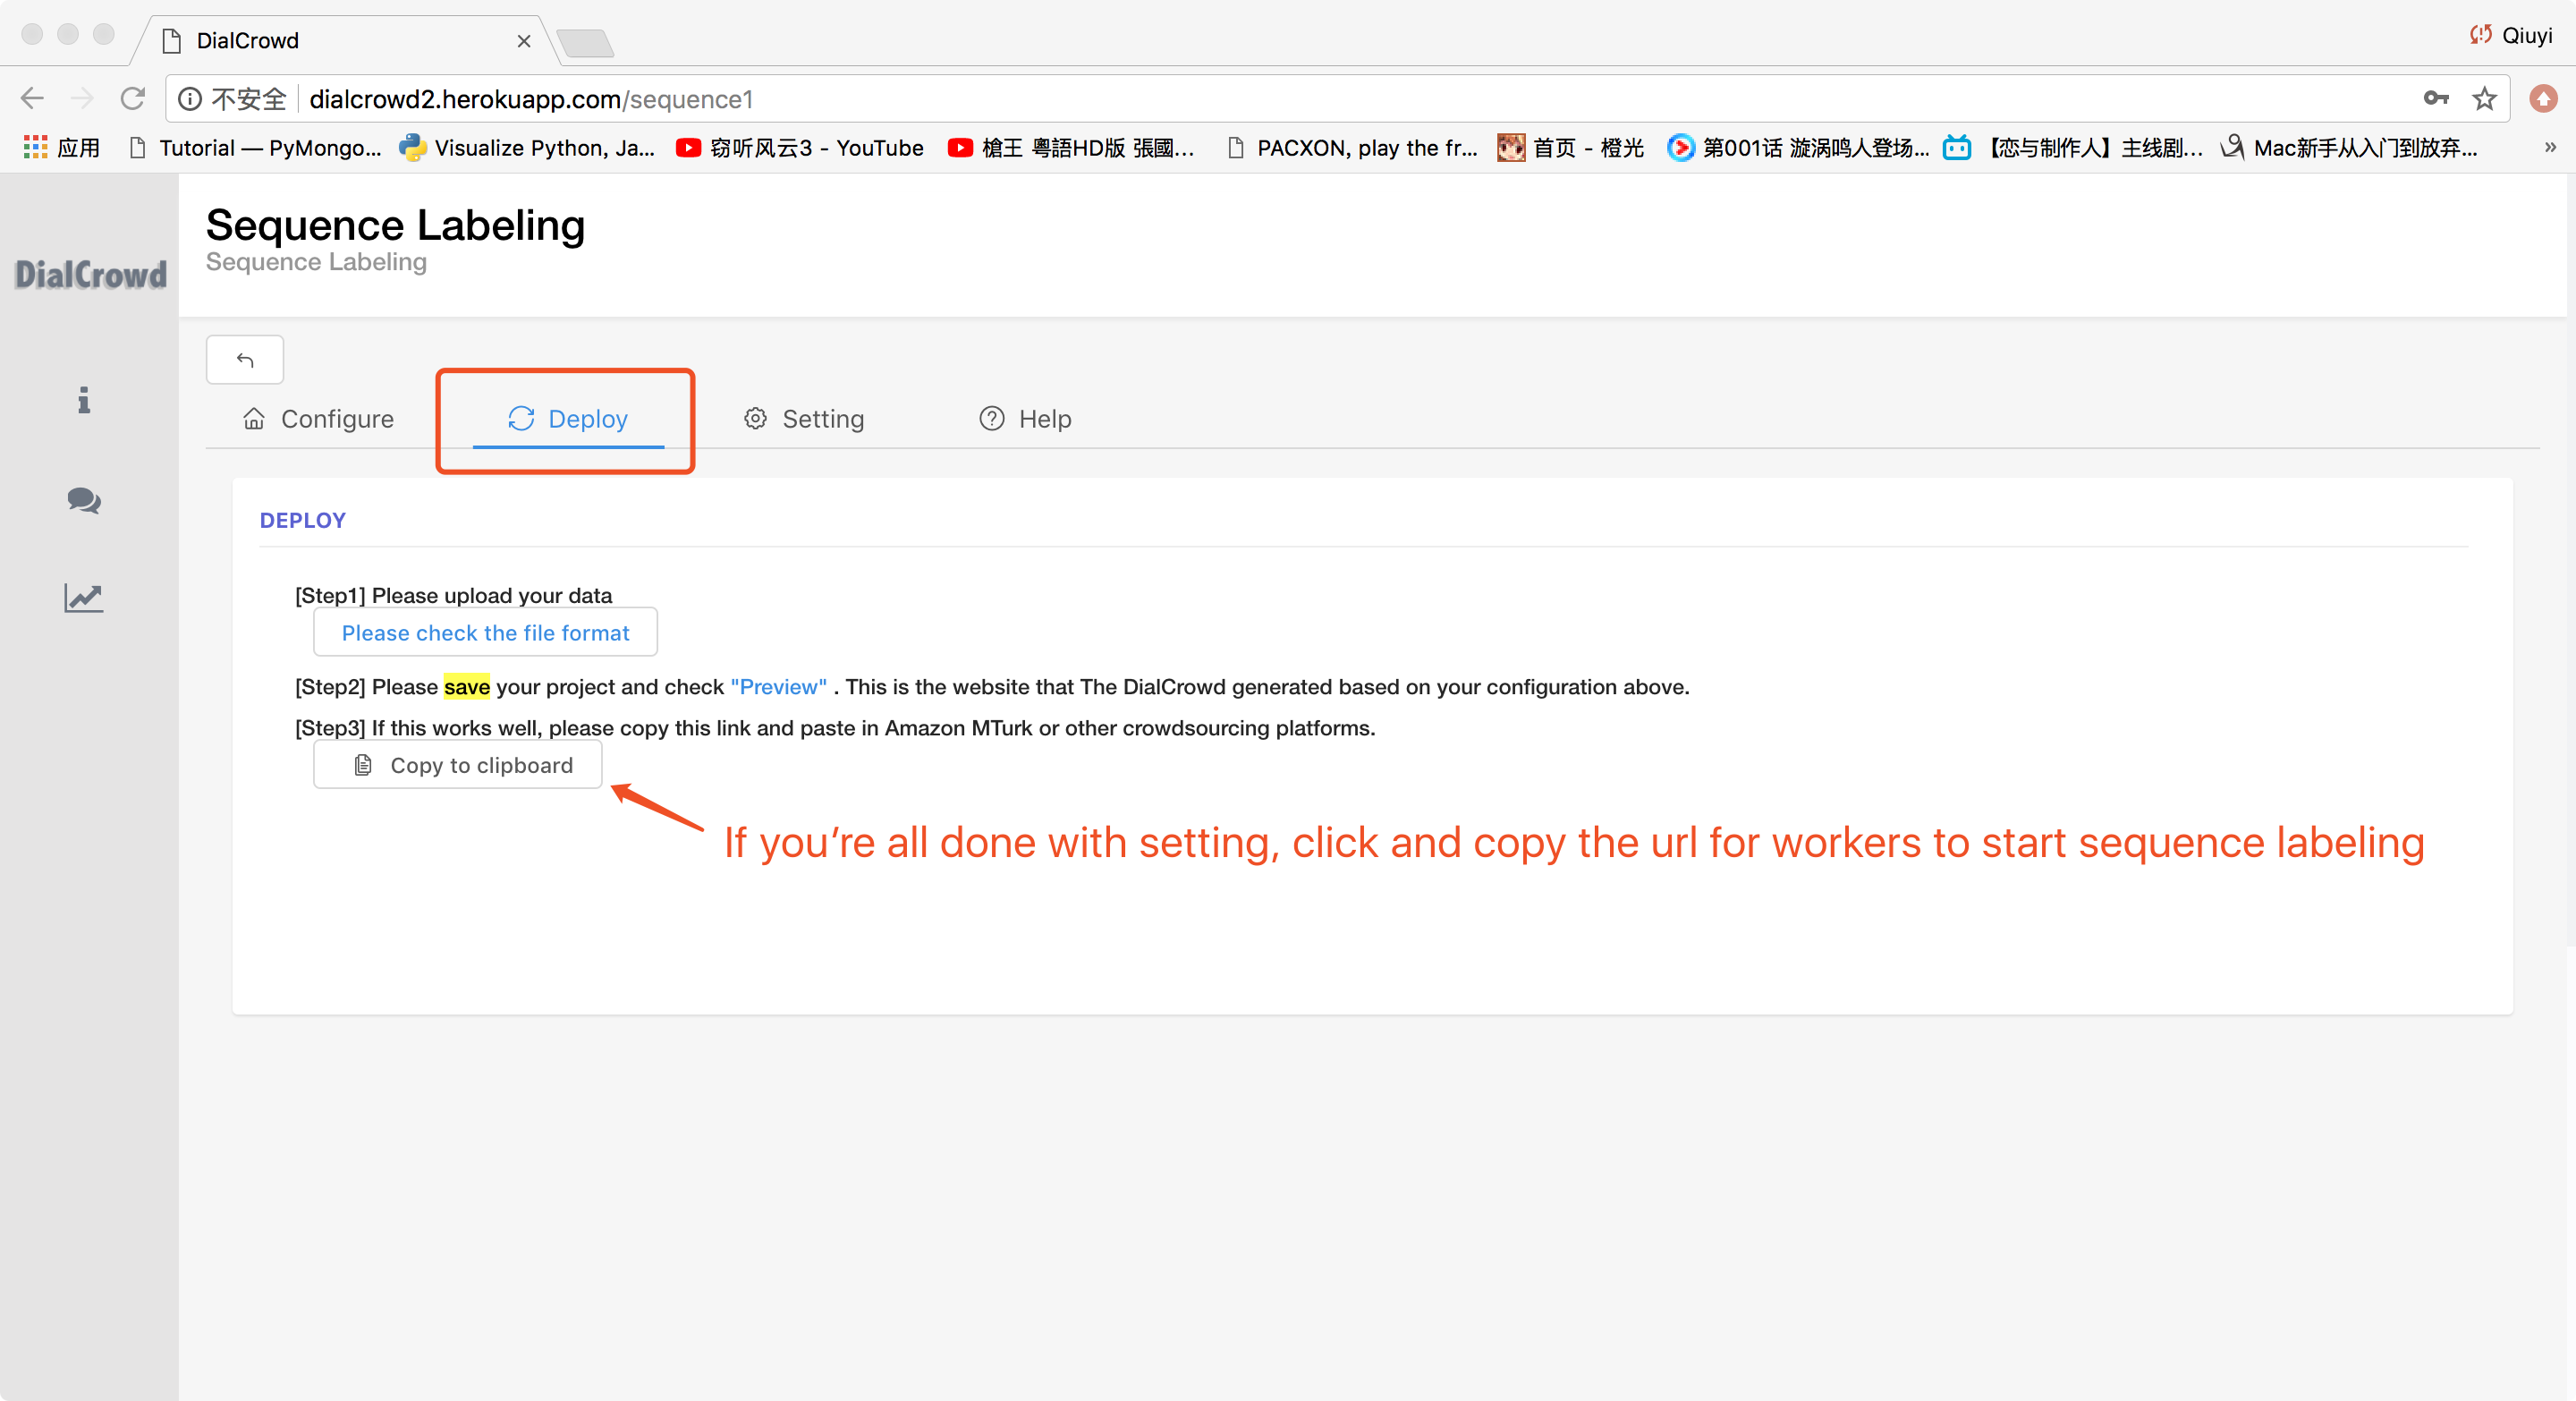 DialCrowd
Qiuyi
不安全 dialcrowd2.herokuapp.com/sequence1
应用 Tutorial — PyMongo... Visualize Python, Ja... 窃听风云3 - YouTube 槍王 粵語HD版 張國... PACXON, play the fr... 首页 - 橙光 第001话 漩涡鸣人登场... 【恋与制作人】主线剧... Mac新手从入门到放弃... »
Sequence Labeling
Sequence Labeling
DialCrowd
Configure Deploy Setting Help
DEPLOY
[Step1] Please upload your data
Please check the file format
[Step2] Please save your project and check "Preview" . This is the website that The DialCrowd generated based on your configuration above.
[Step3] If this works well, please copy this link and paste in Amazon MTurk or other crowdsourcing platforms.
Copy to clipboard
If you’re all done with setting, click and copy the url for workers to start sequence labeling